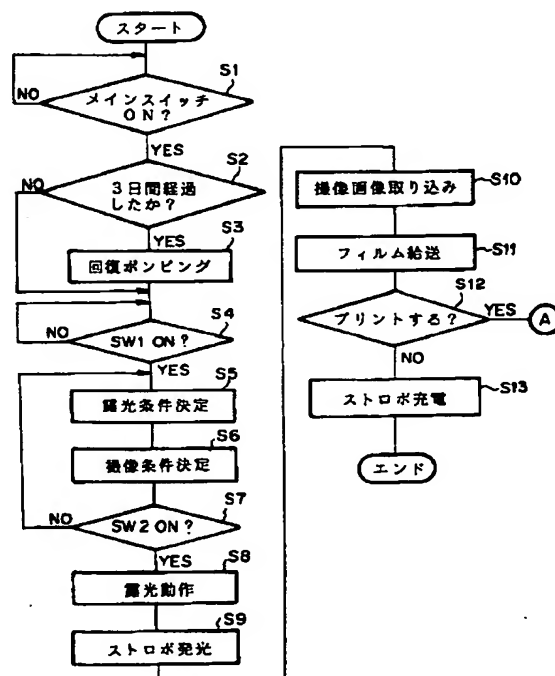 スタート
S1
メインスイッチ
ON?
NO
YES
S2
3日間経過
したか?
NO
YES
S3
回復ポンピング
S4
SW1 ON?
NO
YES
S5
露光条件決定
S6
撮像条件決定
S7
SW2 ON?
NO
YES
S8
露光動作
S9
ストロボ発光
S10
撮像画像取り込み
S11
フィルム給送
S12
プリントする?
YES
A
NO
S13
ストロボ充電
エンド